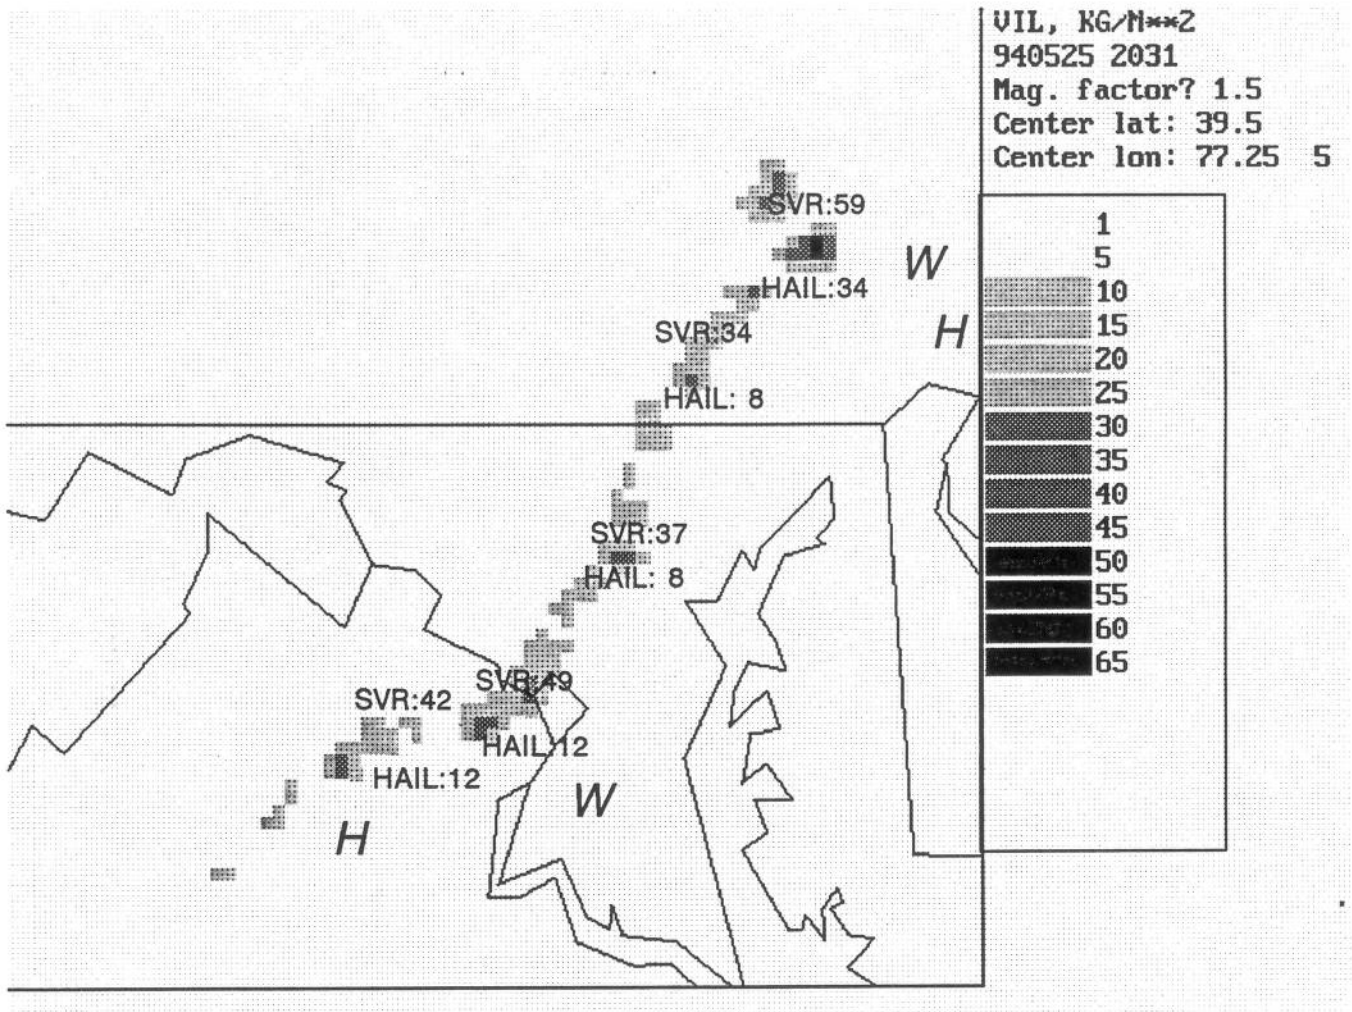 VIL, KG/M**2
940525 2031
Mag. factor? 1.5
Center lat: 39.5
Center lon: 77.25 5
1
5
10
15
20
25
30
35
40
45
50
55
60
65
SVR:59
W
HAIL:34
H
SVR:34
HAIL: 8
SVR:37
HAIL: 8
SVR:49
SVR:42
HAIL:12
HAIL:12
W
H